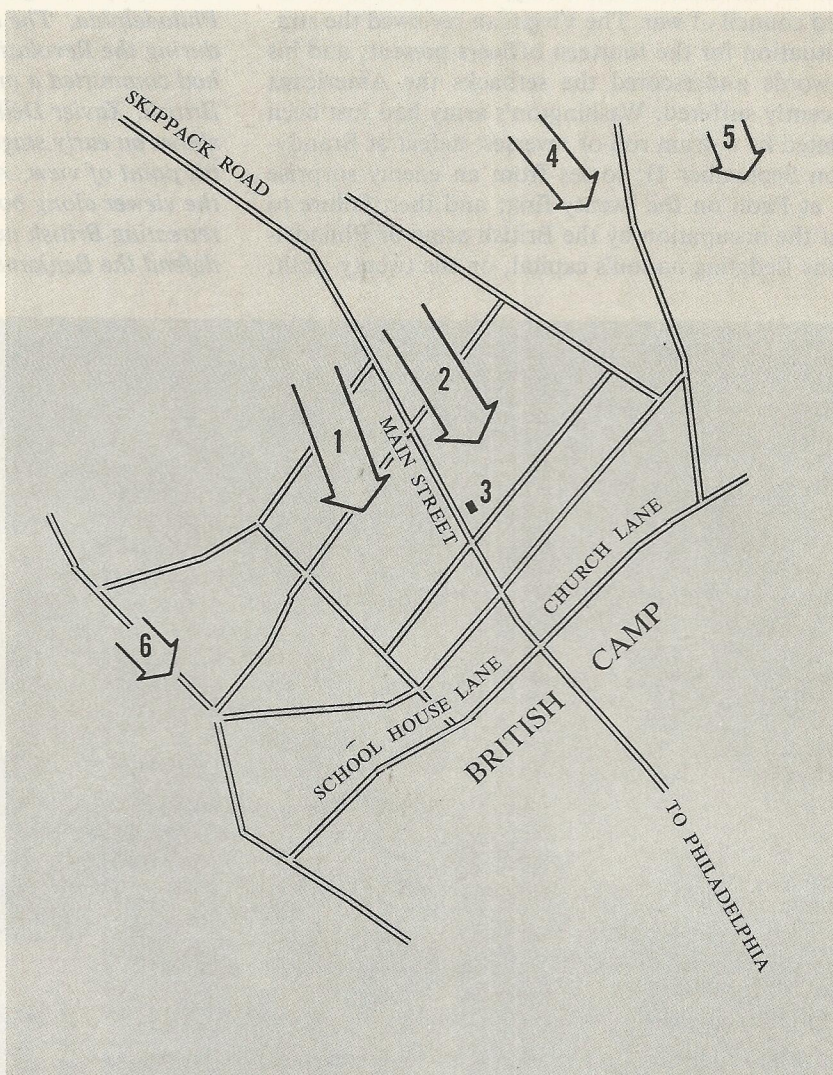 SKIPPACK ROAD
4
5
2
1
MAIN STREET
3
CHURCH LANE
6
BRITISH CAMP
SCHOOL HOUSE LANE
TO PHILADELPHIA